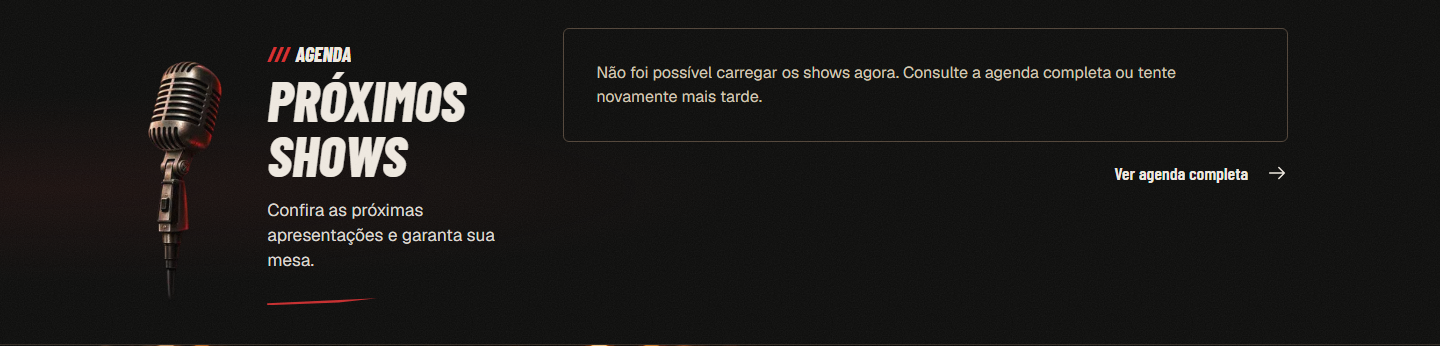 /// AGENDA
PRÓXIMOS
SHOWS
Confira as próximas
apresentações e garanta sua
mesa.
Não foi possível carregar os shows agora. Consulte a agenda completa ou tente
novamente mais tarde.
Ver agenda completa →